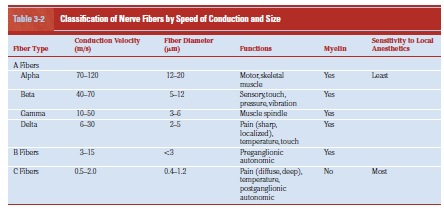 Table 3-2 Classification of Nerve Fibers by Speed of Conduction and Size
Conduction Velocity Fiber Diameter Sensitivity to Local
Fiber Type (m/s) (μm) Functions Myelin Anesthetics
A Fibers
Alpha 70–120 12–20 Motor, skeletal Yes Least
muscle
Beta 40–70 5–12 Sensory, touch, Yes
pressure, vibration
Gamma 10–50 3–6 Muscle spindle Yes
Delta 6–30 2–5 Pain (sharp, Yes
localized),
temperature, touch
B Fibers 3–15 <3 Preganglionic Yes
autonomic
C Fibers 0.5–2.0 0.4–1.2 Pain (diffuse, deep), No Most
temperature,
postganglionic
autonomic